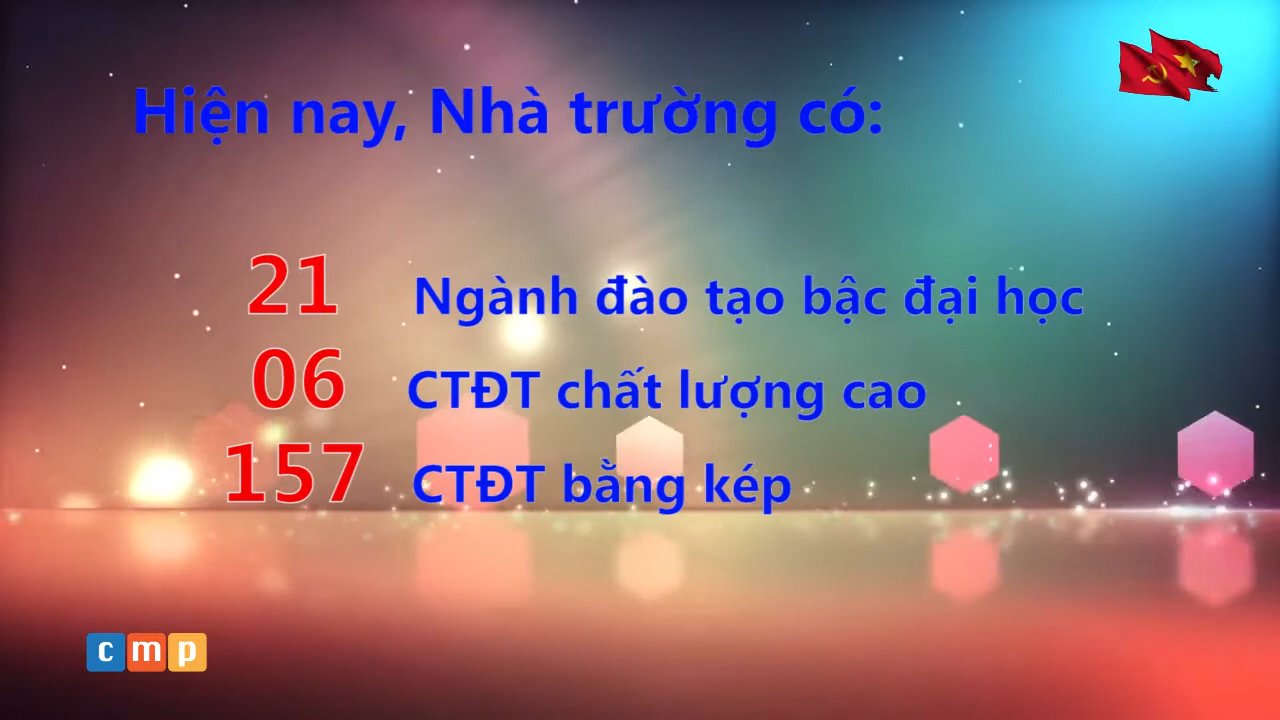 Hiện nay, Nhà trường có:
21 Ngành đào tạo bậc đại học
06 CTĐT chất lượng cao
157 CTĐT bằng kép
cmp